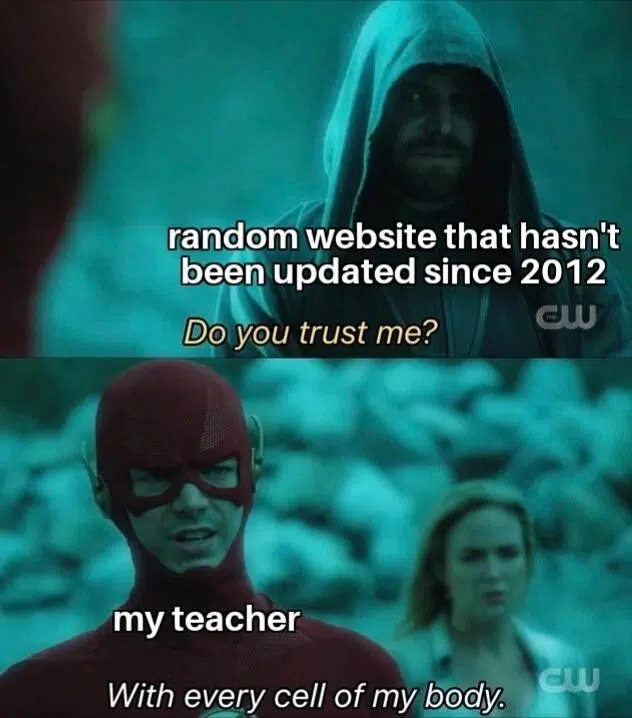 random website that hasn't
been updated since 2012
THE CW
Do you trust me?
my teacher
CW
With every cell of my body.